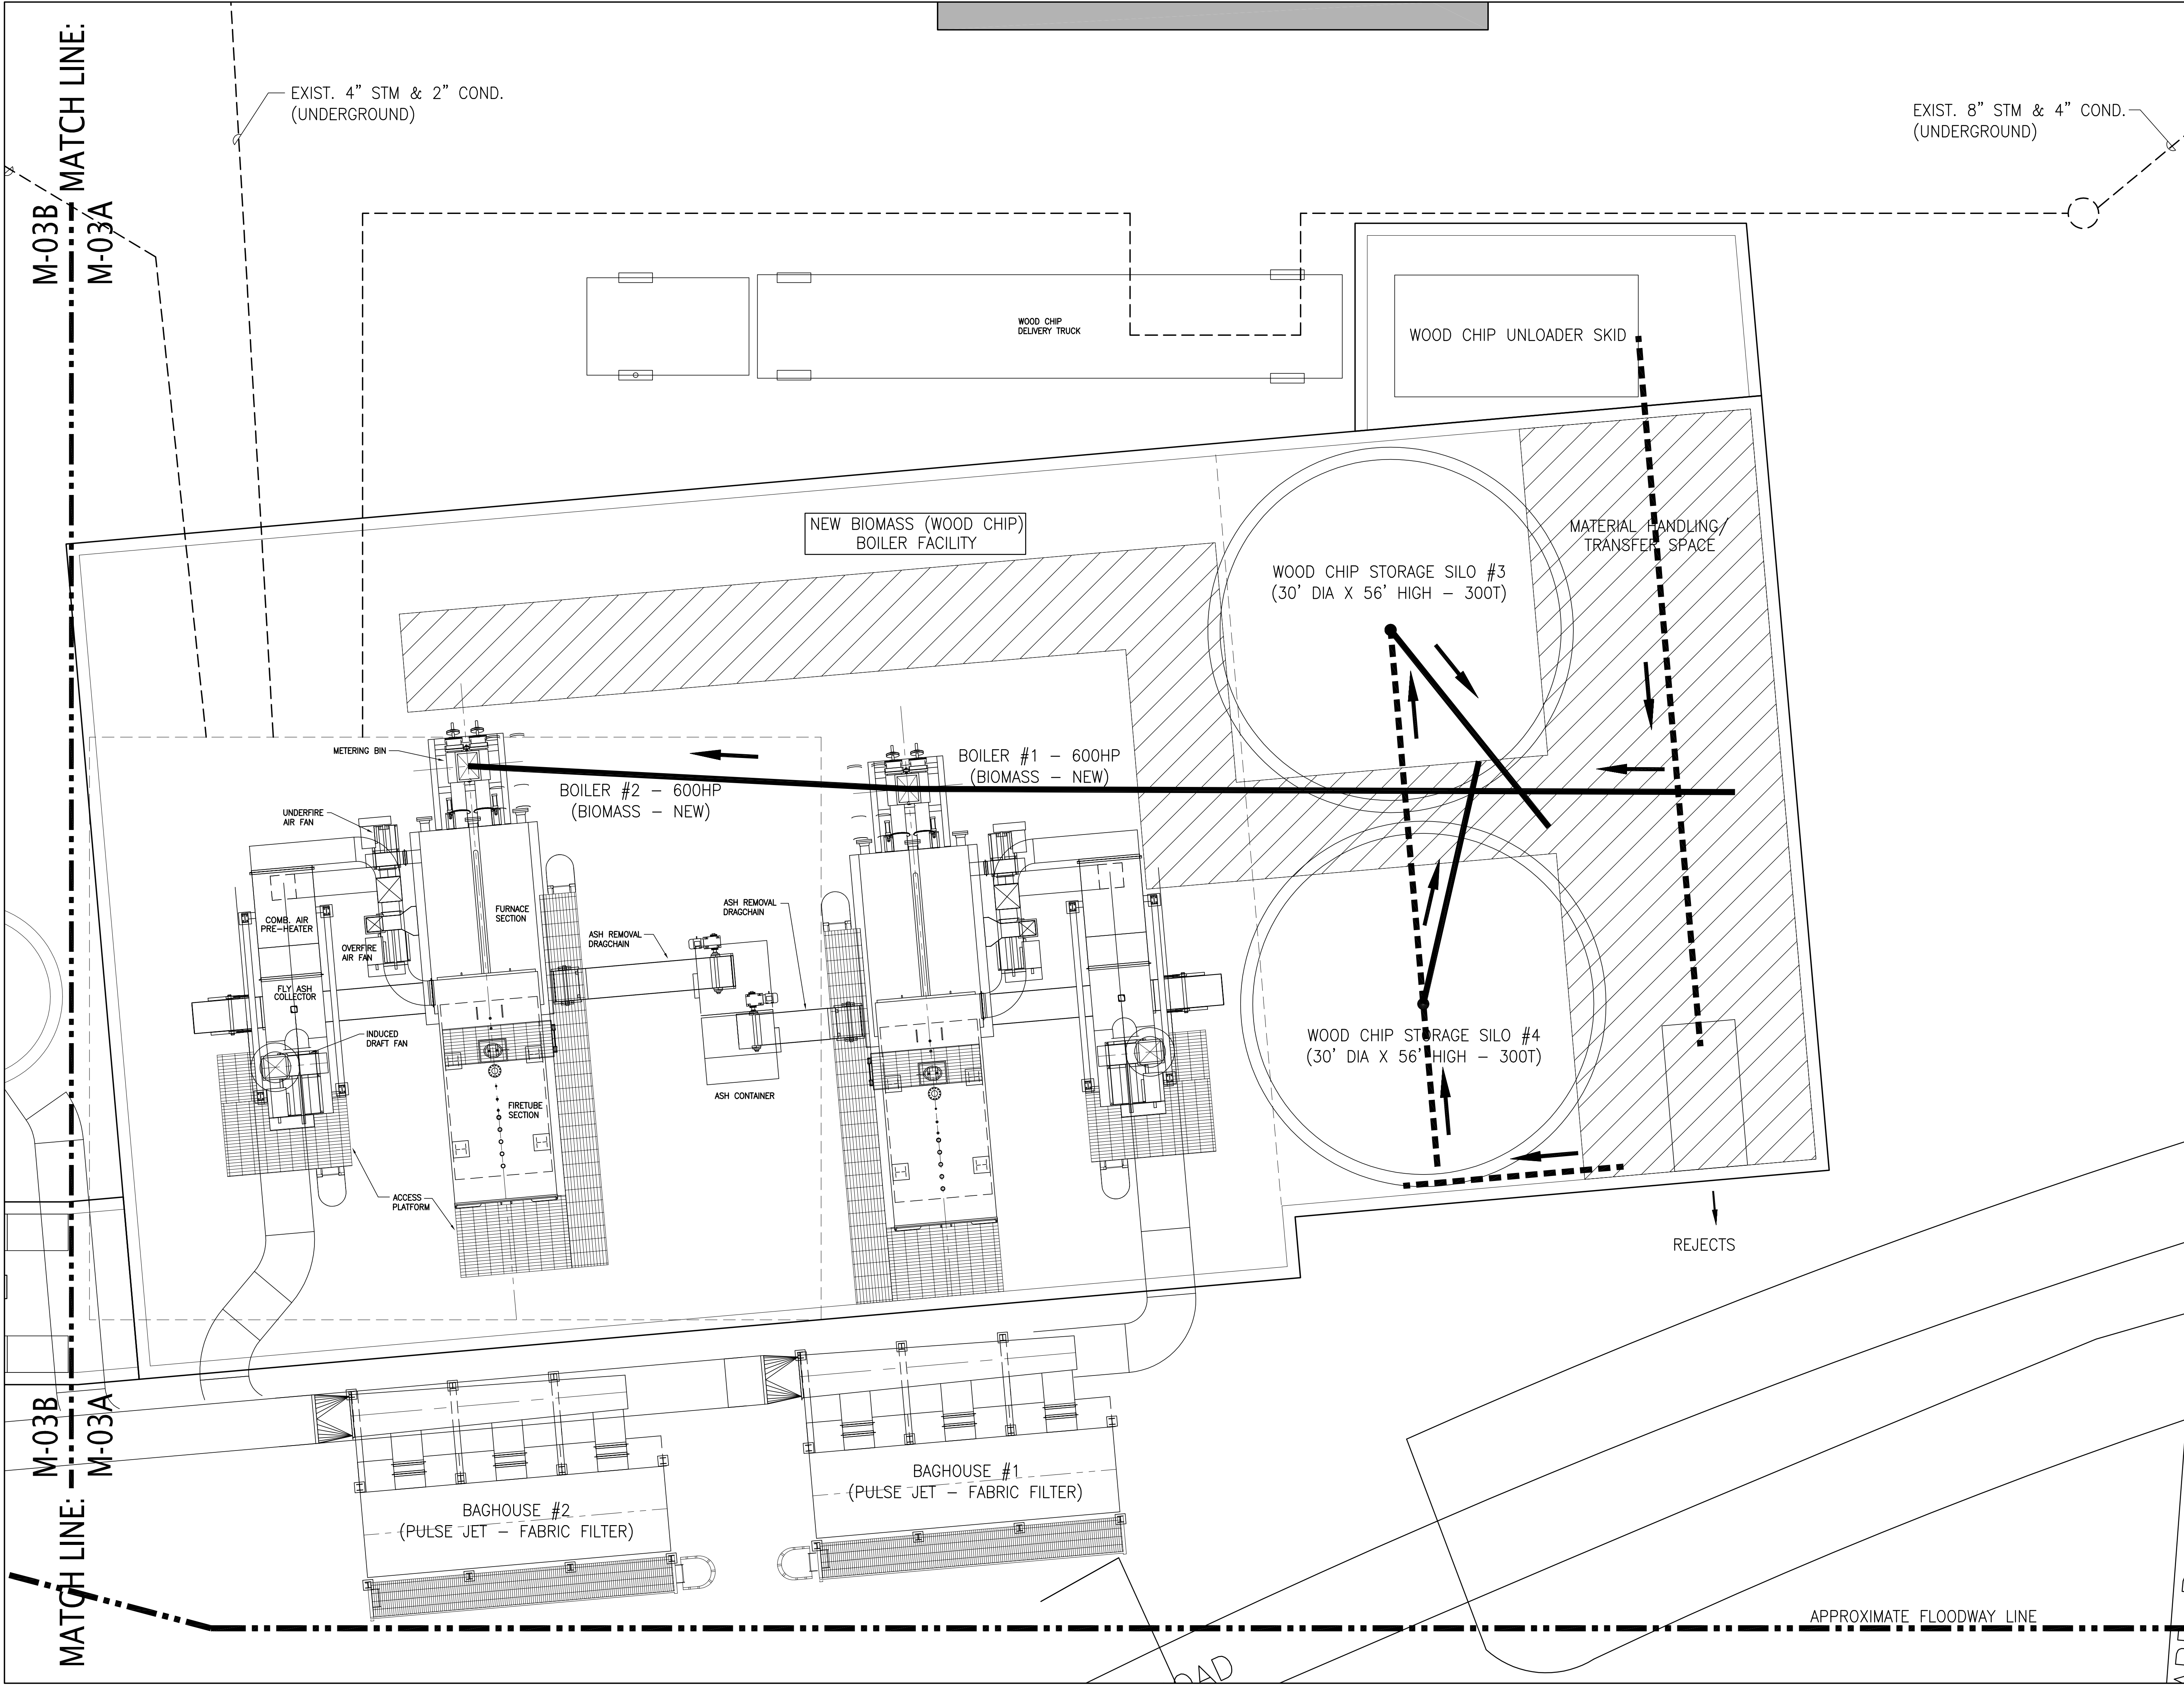 MATCH LINE:
M-03B
M-03A
EXIST. 4” STM & 2” COND.
(UNDERGROUND)
EXIST. 8” STM & 4” COND.
(UNDERGROUND)
WOOD CHIP
DELIVERY TRUCK
WOOD CHIP UNLOADER SKID
NEW BIOMASS (WOOD CHIP)
BOILER FACILITY
MATERIAL HANDLING/
TRANSFER SPACE
WOOD CHIP STORAGE SILO #3
(30' DIA X 56' HIGH – 300T)
METERING BIN
BOILER #1 – 600HP
(BIOMASS – NEW)
BOILER #2 – 600HP
(BIOMASS – NEW)
UNDERFIRE
AIR FAN
FURNACE
SECTION
ASH REMOVAL
DRAGCHAIN
COMB. AIR
PRE-HEATER
ASH REMOVAL
DRAGCHAIN
OVERFIRE
AIR FAN
FLY ASH
COLLECTOR
INDUCED
DRAFT FAN
WOOD CHIP STORAGE SILO #4
(30' DIA X 56' HIGH – 300T)
ASH CONTAINER
FIRETUBE
SECTION
ACCESS
PLATFORM
REJECTS
M-03B
M-03A
MATCH LINE:
BAGHOUSE #1
(PULSE JET – FABRIC FILTER)
BAGHOUSE #2
(PULSE JET – FABRIC FILTER)
APPROXIMATE FLOODWAY LINE
OAD